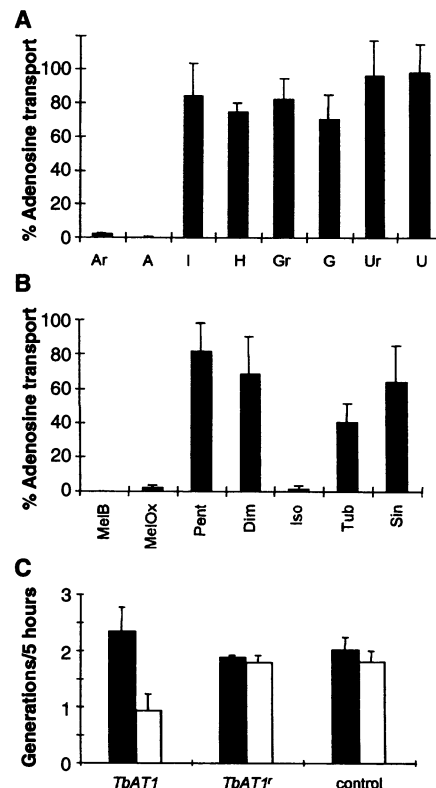 A
% Adenosine transport
100
80
60
40
20
0
Ar A I H Gr G Ur U
B
% Adenosine transport
100
80
60
40
20
0
MelB MelOx Pent Dim Iso Tub Sin
C
Generations/5 hours
3
2
1
0
TbAT1 TbAT1ʳ control